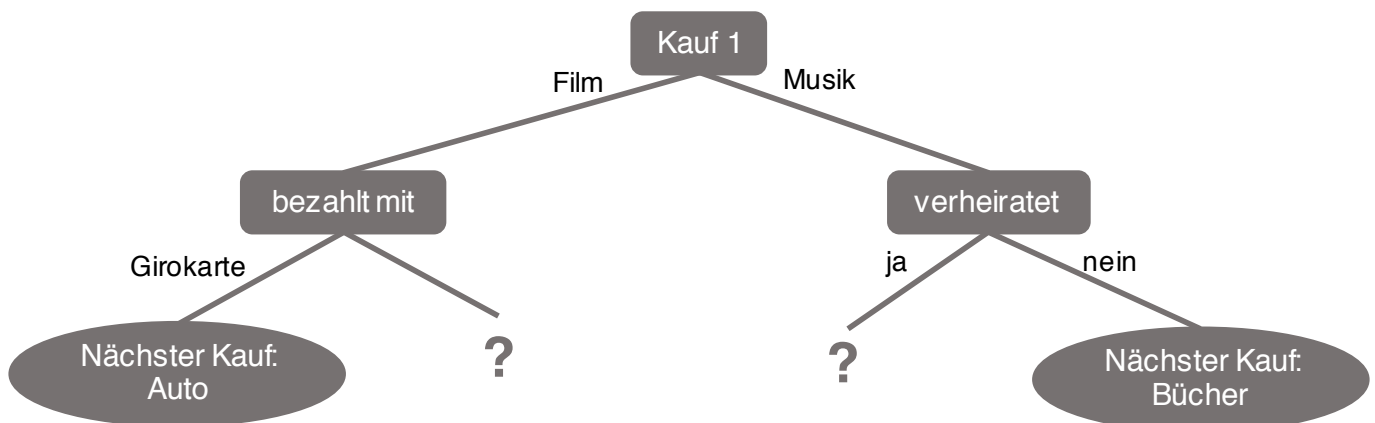 Kauf 1
Film
Musik
bezahlt mit
verheiratet
Girokarte
ja
nein
?
?
Nächster Kauf:
Auto
Nächster Kauf:
Bücher